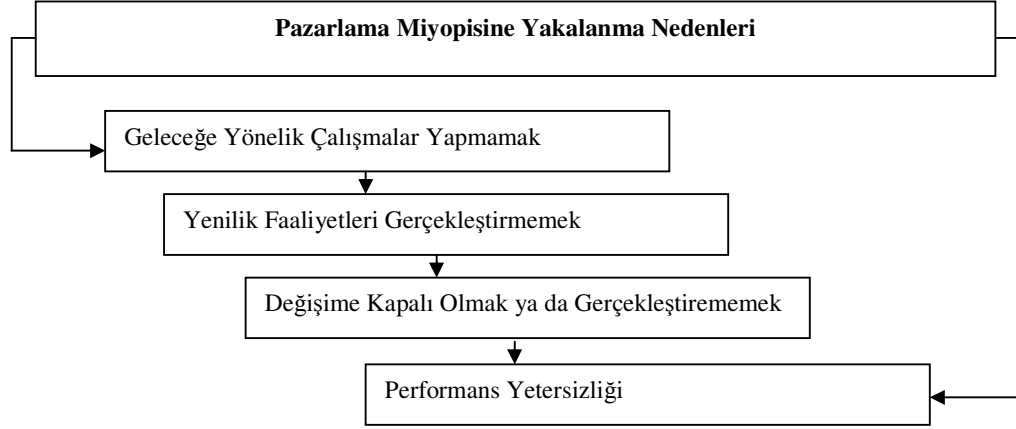 Pazarlama Miyopisine Yakalanma Nedenleri
Geleceğe Yönelik Çalışmalar Yapmamak
Yenilik Faaliyetleri Gerçekleştirmemek
Değişime Kapalı Olmak ya da Gerçekleştirememek
Performans Yetersizliği